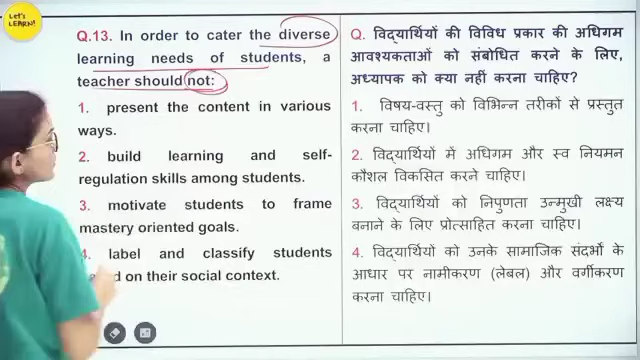 Let's
LEARN!
Q.13. In order to cater the diverse
learning needs of students, a
teacher should not:
1. present the content in various
ways.
2. build learning and self-
regulation skills among students.
3. motivate students to frame
mastery oriented goals.
4. label and classify students
on their social context.
Q. विद्यार्थियों की विविध प्रकार की अधिगम
आवश्यकताओं को संबोधित करने के लिए,
अध्यापक को क्या नहीं करना चाहिए?
1. विषय-वस्तु को विभिन्न तरीकों से प्रस्तुत
करना चाहिए।
2. विद्यार्थियों में अधिगम और स्व नियमन
कौशल विकसित करने चाहिए।
3. विद्यार्थियों को निपुणता उन्मुखी लक्ष्य
बनाने के लिए प्रोत्साहित करना चाहिए।
4. विद्यार्थियों को उनके सामाजिक संदर्भो के
आधार पर नामीकरण (लेबल) और वर्गीकरण
करना चाहिए।